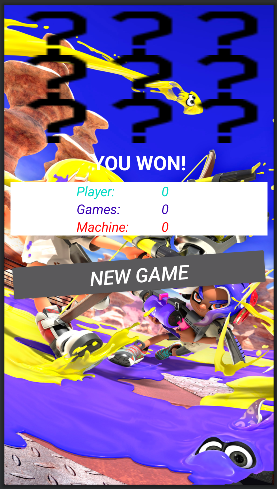 ? ? ?
? ? ?
? ? ?
YOU WON!
Player: 0
Games: 0
Machine: 0
NEW GAME